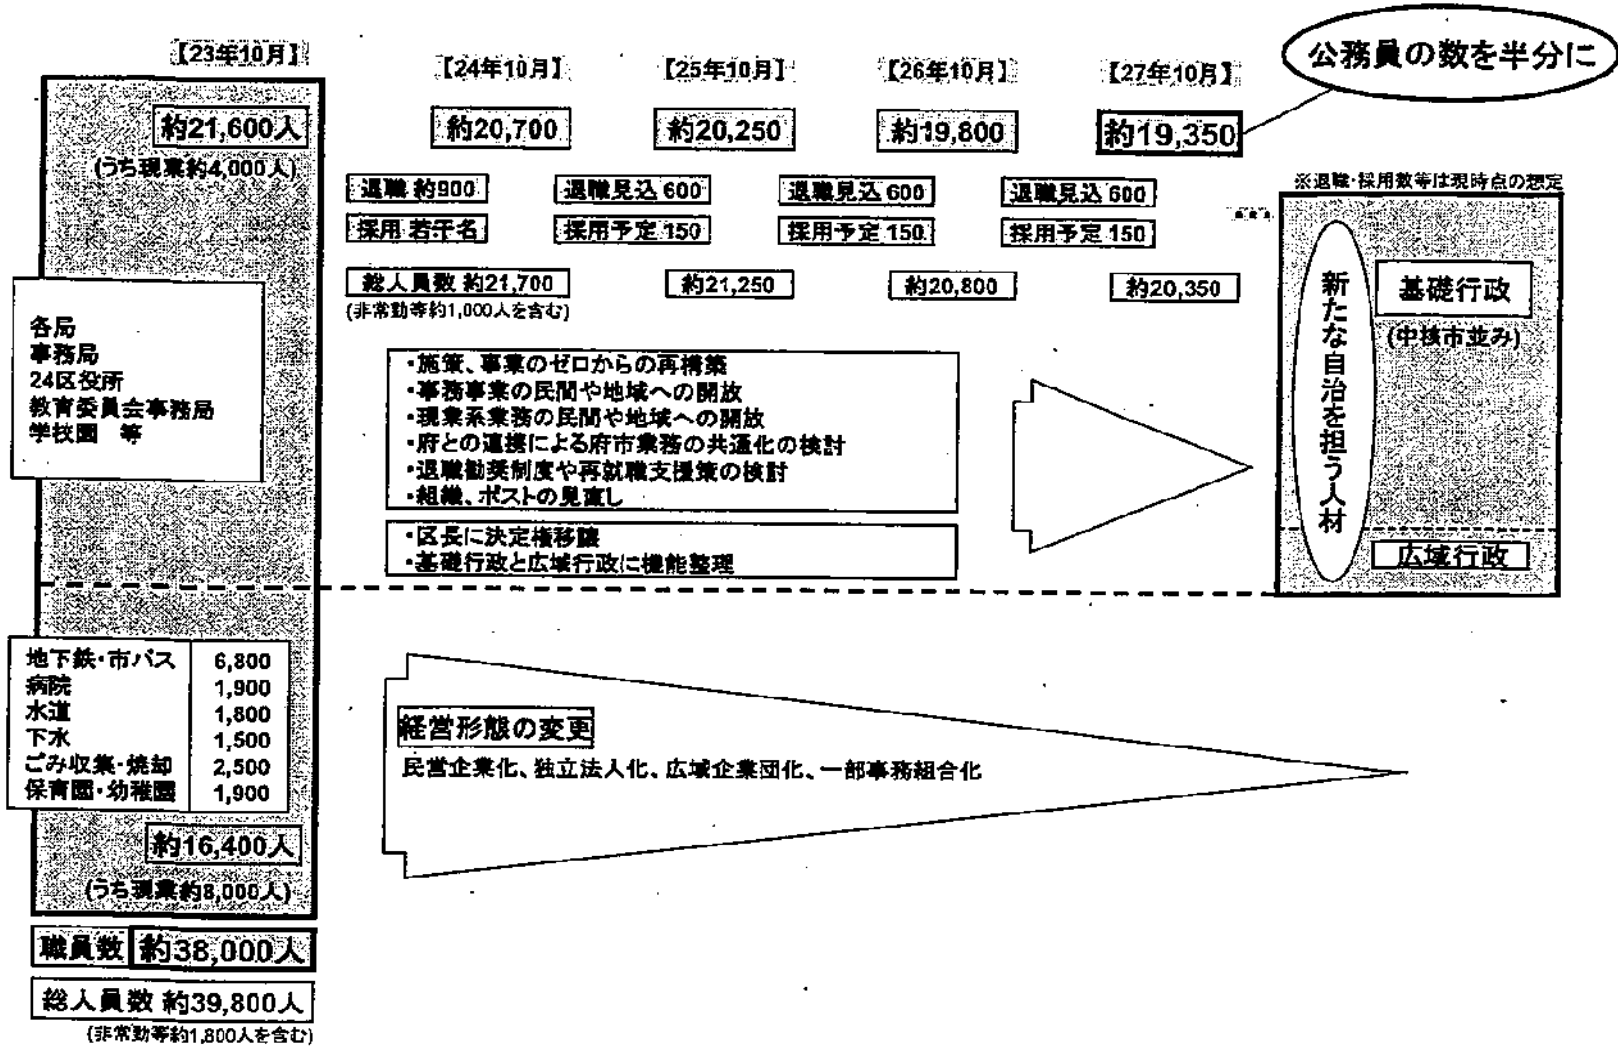 【23年10月】
【24年10月】
【25年10月】
【26年10月】
【27年10月】
公務員の数を半分に
約21,600人
(うち現業約4,000人)
約20,700
約20,250
約19,800
約19,350
退職 約900
退職見込 600
退職見込 600
退職見込 600
採用 若干名
採用予定 150
採用予定 150
採用予定 150
総人員数 約21,700
(非常勤等約1,000人を含む)
約21,250
約20,800
約20,350
※退職・採用数等は現時点の想定
新たな自治を担う人材
基礎行政
(中核市並み)
広域行政
各局
事務局
24区役所
教育委員会事務局
学校園 等
・施策、事業のゼロからの再構築
・事務事業の民間や地域への開放
・現業系業務の民間や地域への開放
・府との連携による府市業務の共通化の検討
・退職勧奨制度や再就職支援策の検討
・組織、ポストの見直し
・区長に決定権移譲
・基礎行政と広域行政に機能整理
地下鉄・市バス 6,800
病院 1,900
水道 1,800
下水 1,500
ごみ収集・焼却 2,500
保育園・幼稚園 1,900
約16,400人
(うち現業約8,000人)
経営形態の変更
民営企業化、独立法人化、広域企業団化、一部事務組合化
職員数 約38,000人
総人員数 約39,800人
(非常勤等約1,800人を含む)